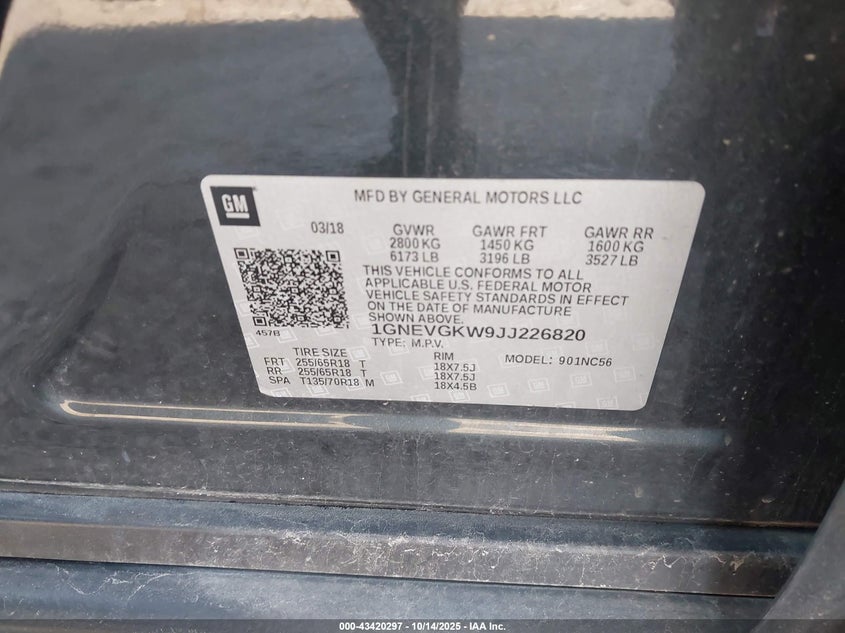 GM
MFD BY GENERAL MOTORS LLC
03/18 GVWR GAWR FRT GAWR RR
2800 KG 1450 KG 1600 KG
6173 LB 3196 LB 3527 LB
THIS VEHICLE CONFORMS TO ALL
APPLICABLE U.S. FEDERAL MOTOR
VEHICLE SAFETY STANDARDS IN EFFECT
ON THE DATE OF MANUFACTURE
SHOWN ABOVE.
457B
1GNEVGKW9JJ226820
TYPE: M.P.V. MODEL: 901NC56
TIRE SIZE RIM
FRT 255/65R18 T 18X7.5J
RR 255/65R18 T 18X7.5J
SPA T135/70R18 M 18X4.5B
000-43420297 - 10/14/2025 - IAA Inc.